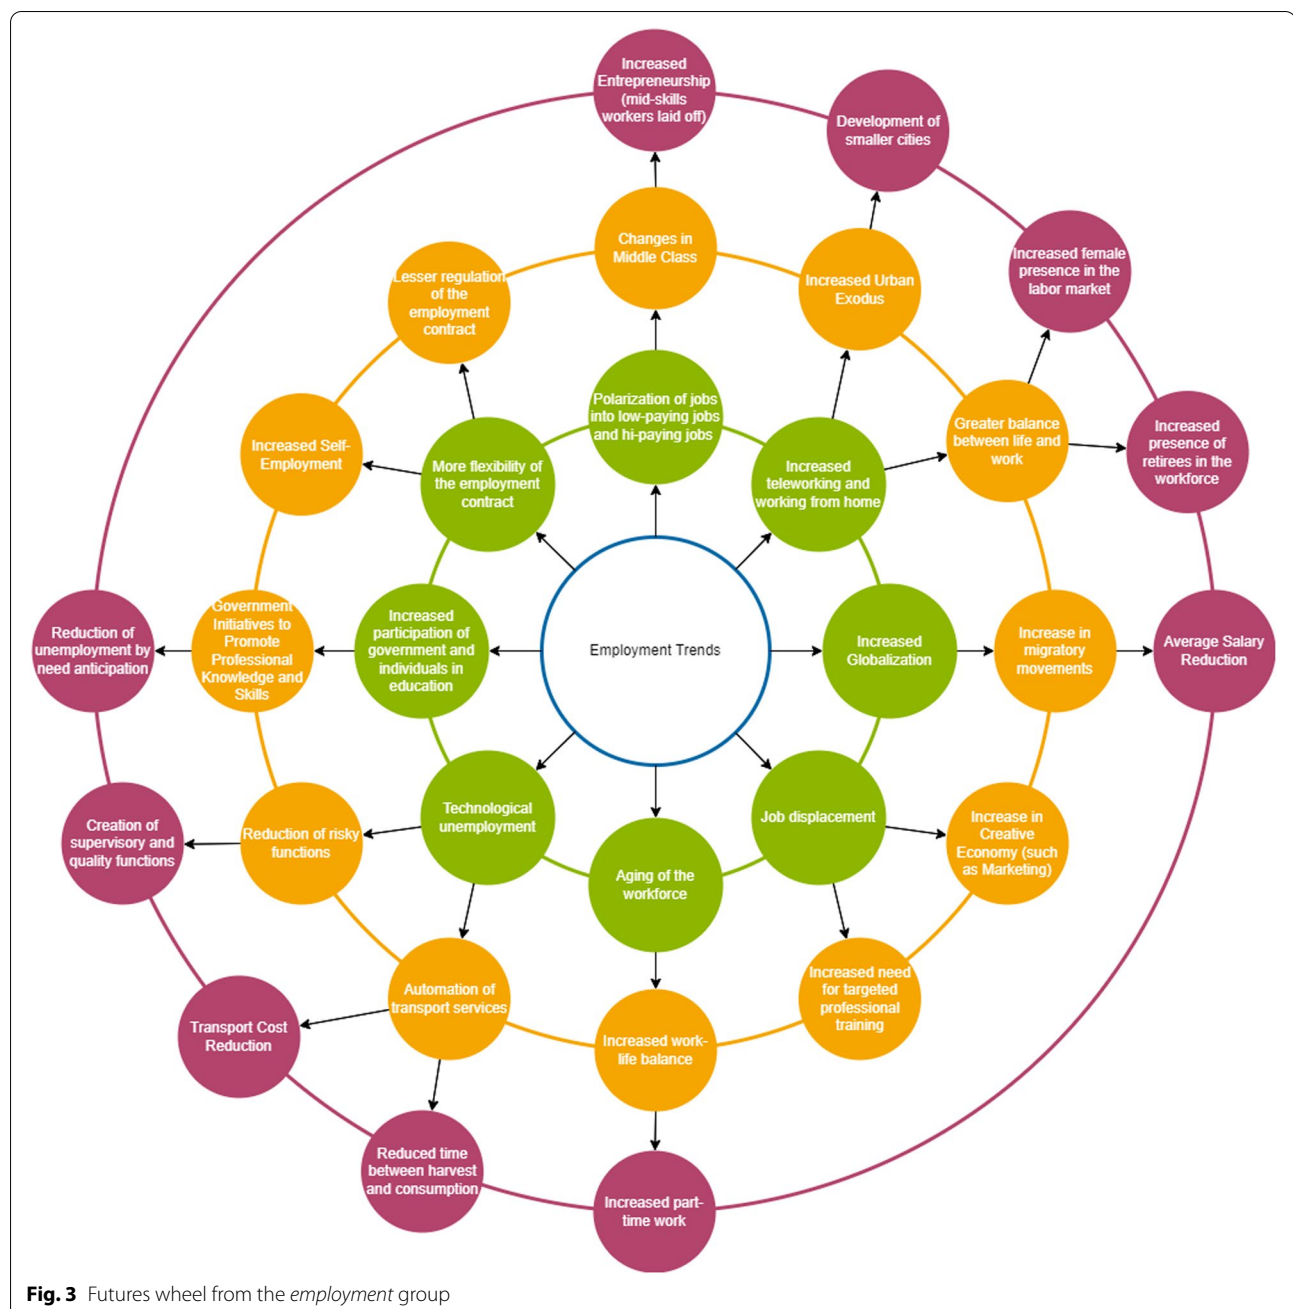 Increased
Entrepreneurship
(mid-skills
workers laid off)
Development of
smaller cities
Changes in
Middle Class
Increased female
presence in the
labor market
Lesser regulation
of the
employment
contract
Increased Urban
Exodus
Polarization of jobs
into low-paying jobs
and hi-paying jobs
Increased Self-
Employment
More flexibility of
the employment
contract
Increased
teleworking and
working from home
Greater balance
between life and
work
Increased
presence of
retirees in the
workforce
Reduction of
unemployment by
need anticipation
Government
Initiatives to
Promote
Professional
Knowledge and
Skills
Increased
participation of
government and
individuals in
education
Employment Trends
Increased
Globalization
Increase in
migratory
movements
Average Salary
Reduction
Creation of
supervisory and
quality functions
Reduction of risky
functions
Technological
unemployment
Aging of the
workforce
Job displacement
Increase in
Creative
Economy (such
as Marketing)
Transport Cost
Reduction
Automation of
transport services
Increased work-
life balance
Increased need
for targeted
professional
training
Reduced time
between harvest
and consumption
Increased part-
time work
Fig. 3 Futures wheel from the employment group